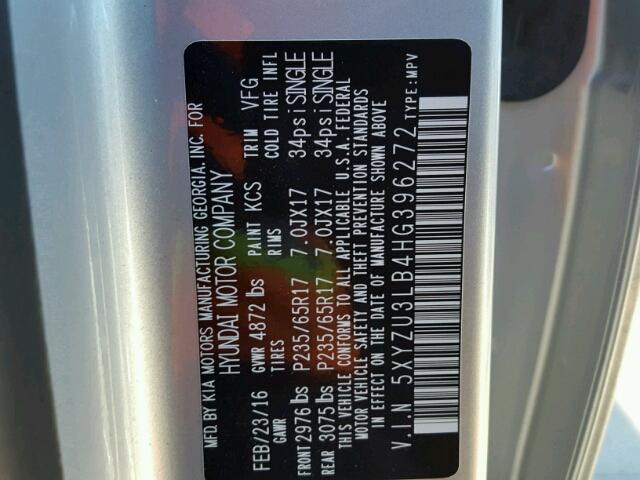 MFD. BY KIA MOTORS MANUFACTURING GEORGIA, INC. FOR
HYUNDAI MOTOR COMPANY
FEB/23/16 GVWR 4872 lbs PAINT KCS TRIM VFG
GAWR TIRES RIMS COLD TIRE INFL
FRONT 2976 lbs P235/65R17 7.0JX17 34psi SINGLE
REAR 3075 lbs P235/65R17 7.0JX17 34psi SINGLE
THIS VEHICLE CONFORMS TO ALL APPLICABLE U.S.A. FEDERAL
MOTOR VEHICLE SAFETY AND THEFT PREVENTION STANDARDS
IN EFFECT ON THE DATE OF MANUFACTURE SHOWN ABOVE
V.I.N 5XYZU3LB4HG396272 TYPE:MPV